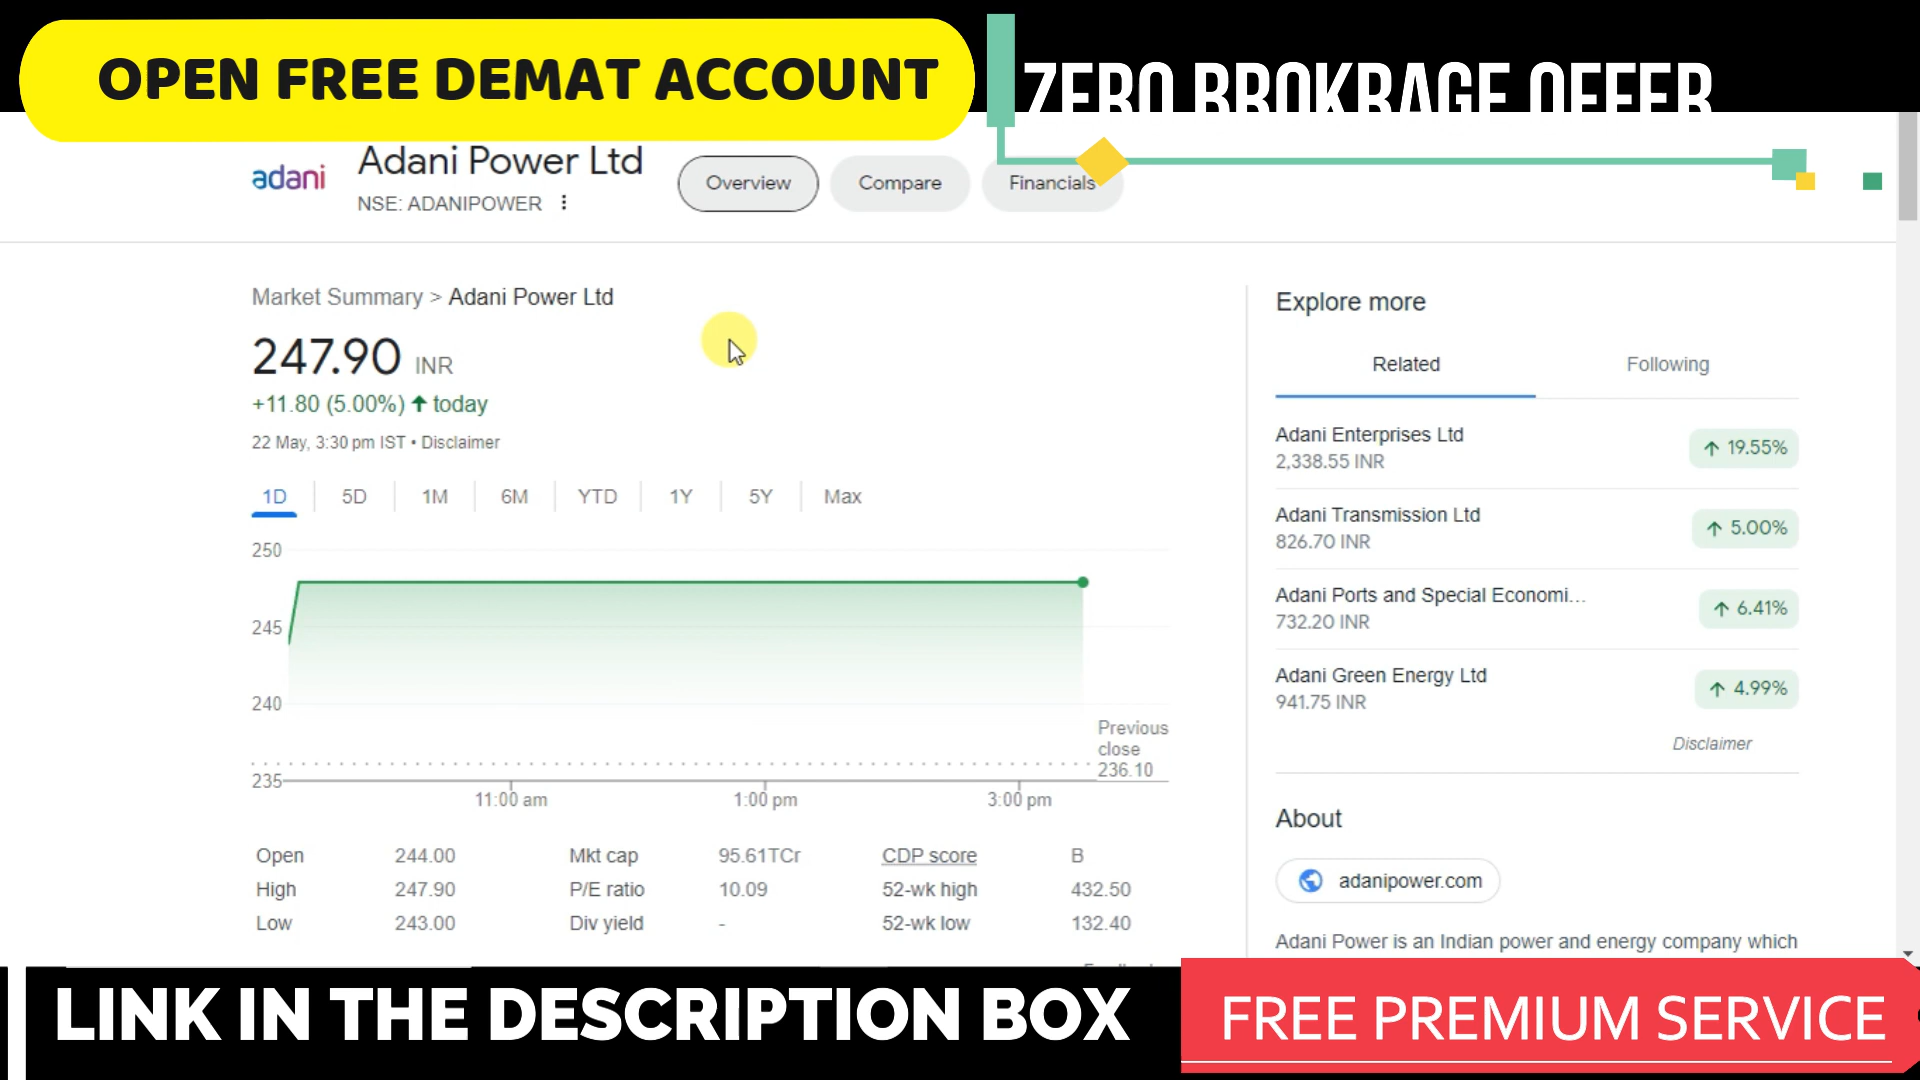 OPEN FREE DEMAT ACCOUNT
ZERO BROKRAGE OFFER
adani
Adani Power Ltd
NSE: ADANIPOWER
Overview
Compare
Financials
Market Summary > Adani Power Ltd
247.90 INR
+11.80 (5.00%) ↑ today
22 May, 3:30 pm IST • Disclaimer
1D 5D 1M 6M YTD 1Y 5Y Max
250
245
240
235
Previous
close
236.10
11:00 am 1:00 pm 3:00 pm
Open 244.00 Mkt cap 95.61TCr CDP score B
High 247.90 P/E ratio 10.09 52-wk high 432.50
Low 243.00 Div yield - 52-wk low 132.40
Explore more
Related Following
Adani Enterprises Ltd
2,338.55 INR
↑ 19.55%
Adani Transmission Ltd
826.70 INR
↑ 5.00%
Adani Ports and Special Economi...
732.20 INR
↑ 6.41%
Adani Green Energy Ltd
941.75 INR
↑ 4.99%
Disclaimer
About
adanipower.com
Adani Power is an Indian power and energy company which
LINK IN THE DESCRIPTION BOX
FREE PREMIUM SERVICE